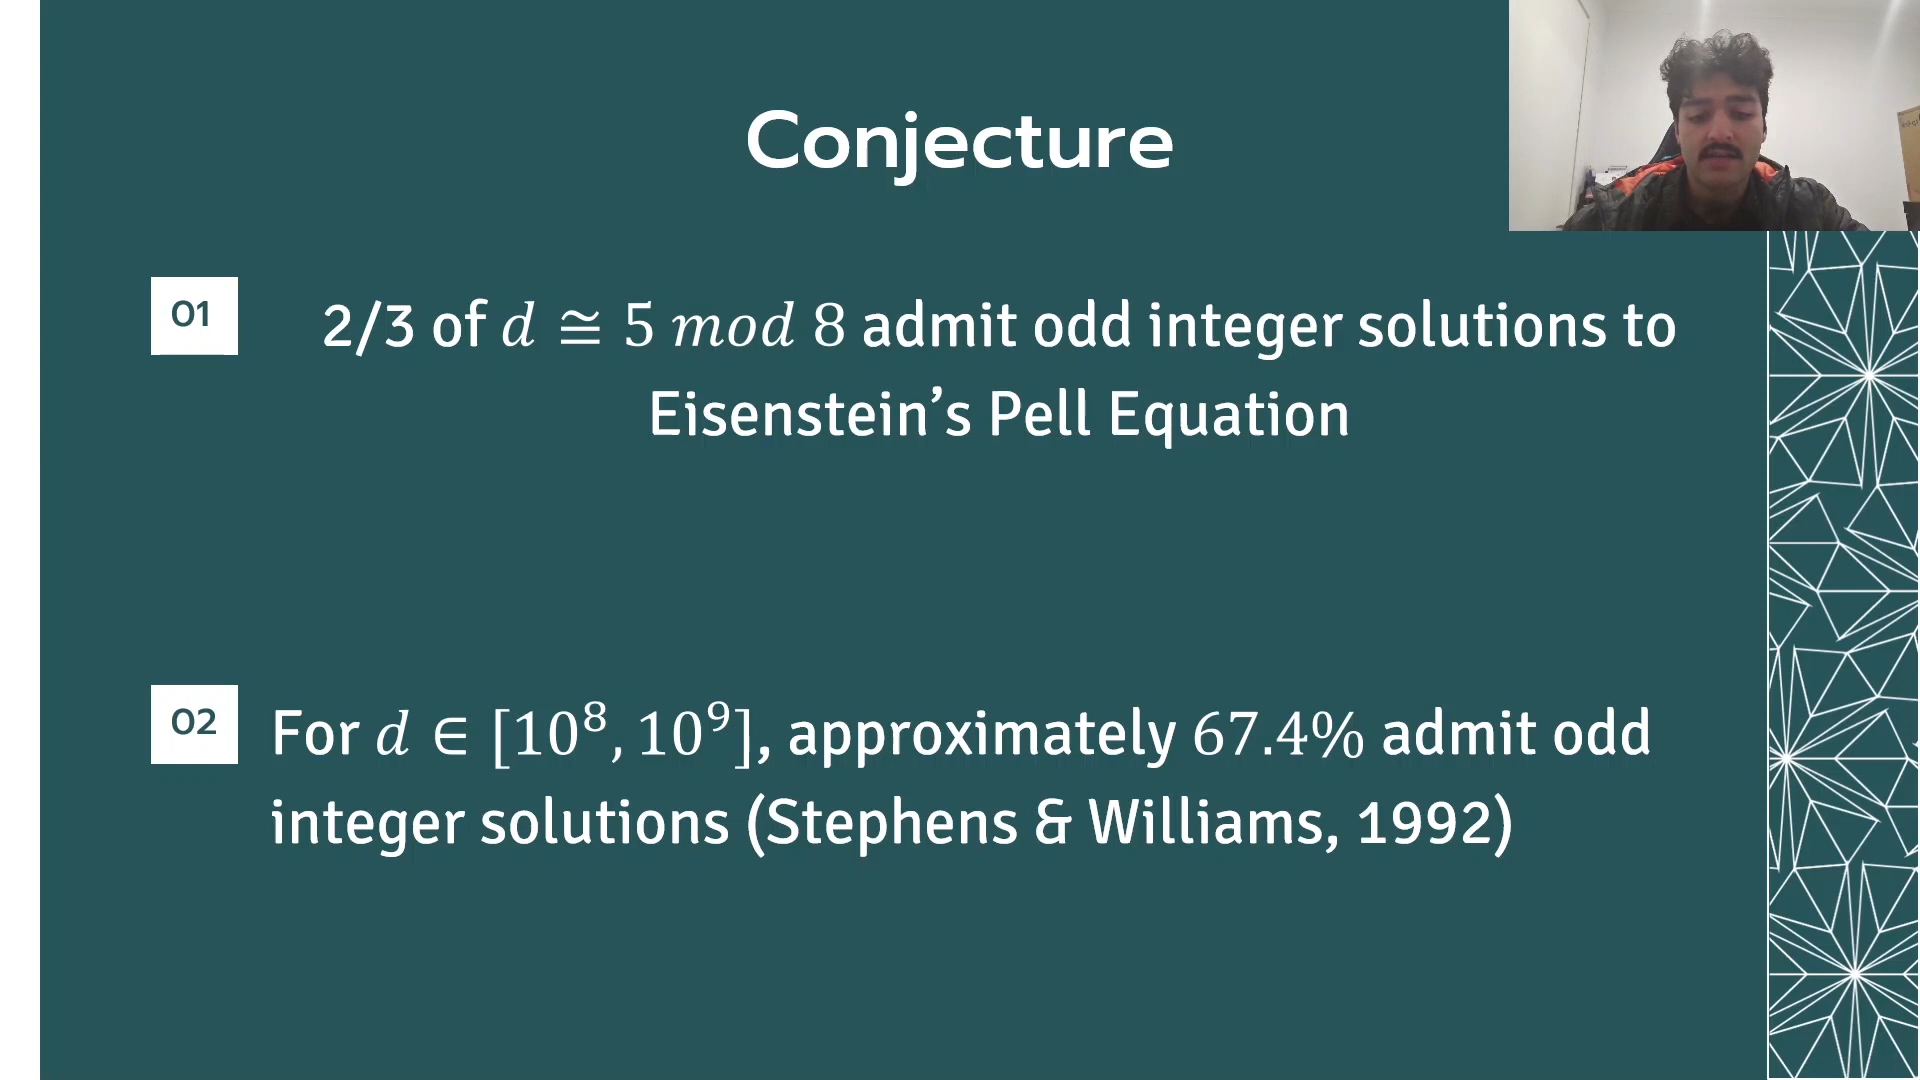 Conjecture
01
2/3 of d ≅ 5 mod 8 admit odd integer solutions to
Eisenstein’s Pell Equation
02
For d ∈ [10⁸, 10⁹], approximately 67.4% admit odd
integer solutions (Stephens & Williams, 1992)